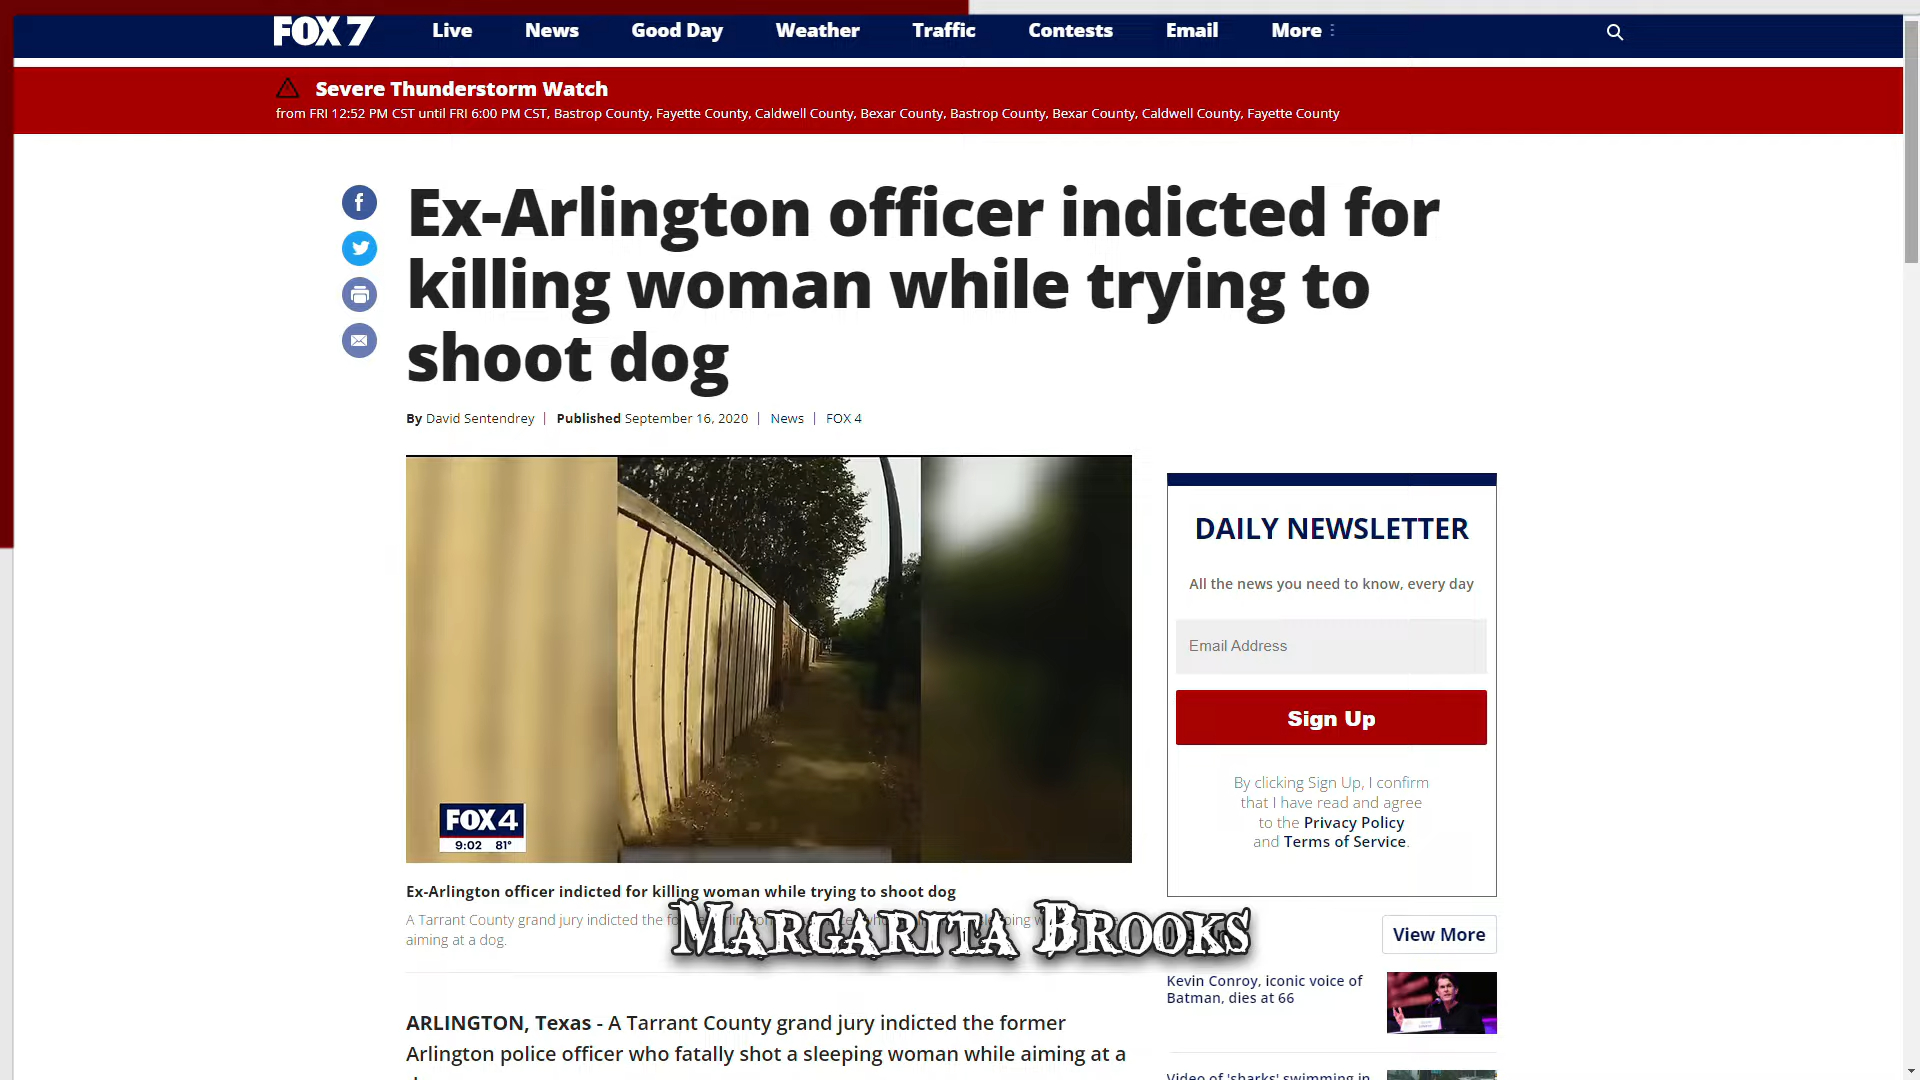 FOX 7
Live News Good Day Weather Traffic Contests Email More
Severe Thunderstorm Watch
from FRI 12:52 PM CST until FRI 6:00 PM CST, Bastrop County, Fayette County, Caldwell County, Bexar County, Bastrop County, Bexar County, Caldwell County, Fayette County
Ex-Arlington officer indicted for
killing woman while trying to
shoot dog
By David Sentendrey | Published September 16, 2020 | News | FOX 4
FOX 4
9:02 81°
Ex-Arlington officer indicted for killing woman while trying to shoot dog
A Tarrant County grand jury indicted the
aiming at a dog.
Margarita Brooks
ARLINGTON, Texas - A Tarrant County grand jury indicted the former
Arlington police officer who fatally shot a sleeping woman while aiming at a
DAILY NEWSLETTER
All the news you need to know, every day
Email Address
Sign Up
By clicking Sign Up, I confirm
that I have read and agree
to the Privacy Policy
and Terms of Service.
View More
Kevin Conroy, iconic voice of
Batman, dies at 66
Video of 'sharks' swimming in